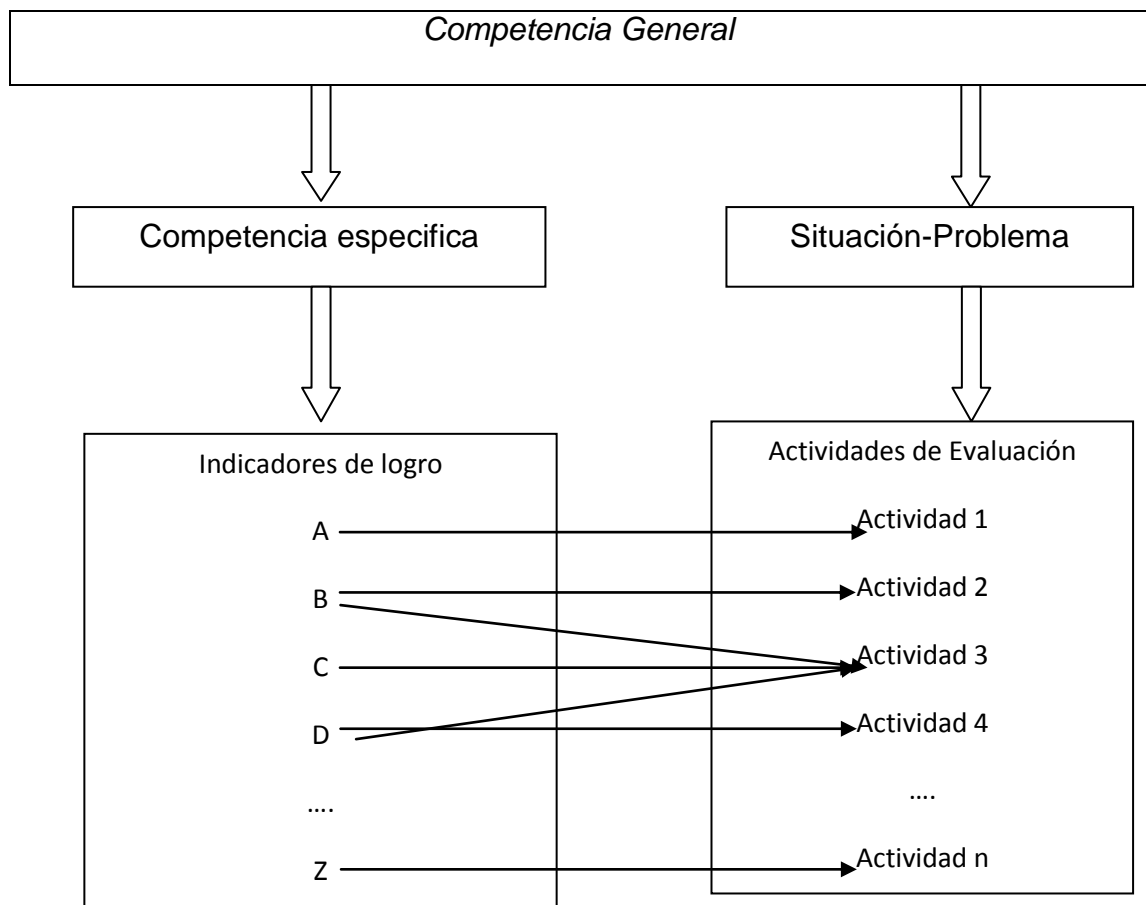 Competencia General
Competencia especifica
Situación-Problema
Indicadores de logro
A
B
C
D
....
Z
Actividades de Evaluación
Actividad 1
Actividad 2
Actividad 3
Actividad 4
....
Actividad n